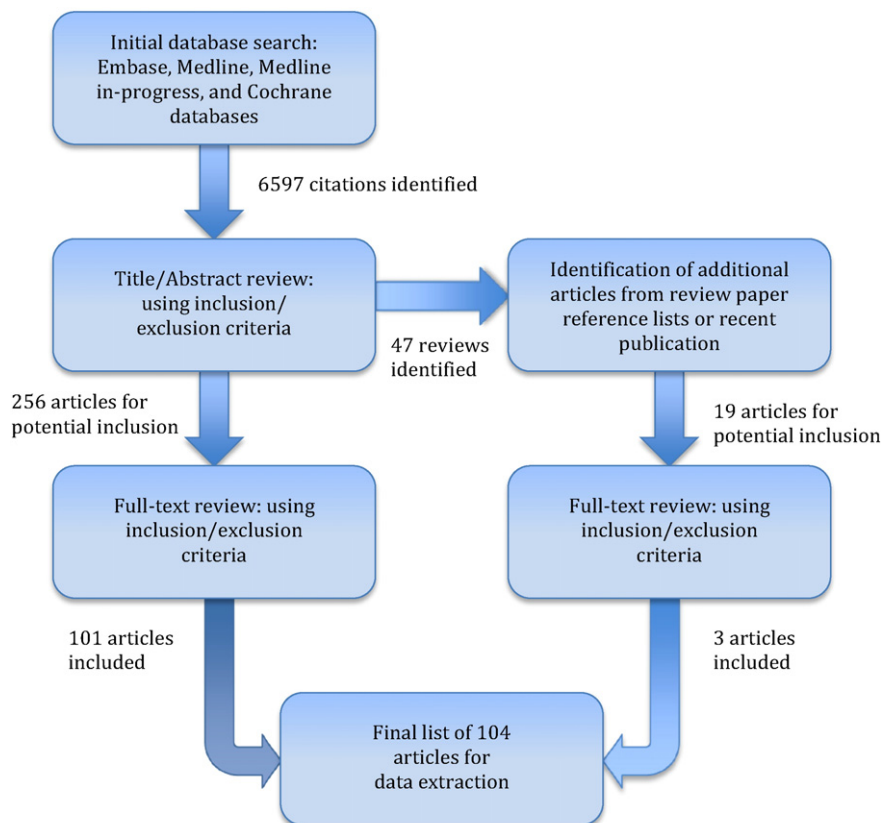 Initial database search:
Embase, Medline, Medline
in-progress, and Cochrane
databases
6597 citations identified
Title/Abstract review:
using inclusion/
exclusion criteria
47 reviews
identified
Identification of additional
articles from review paper
reference lists or recent
publication
256 articles for
potential inclusion
19 articles for
potential inclusion
Full-text review: using
inclusion/exclusion
criteria
Full-text review: using
inclusion/exclusion
criteria
101 articles
included
3 articles
included
Final list of 104
articles for
data extraction